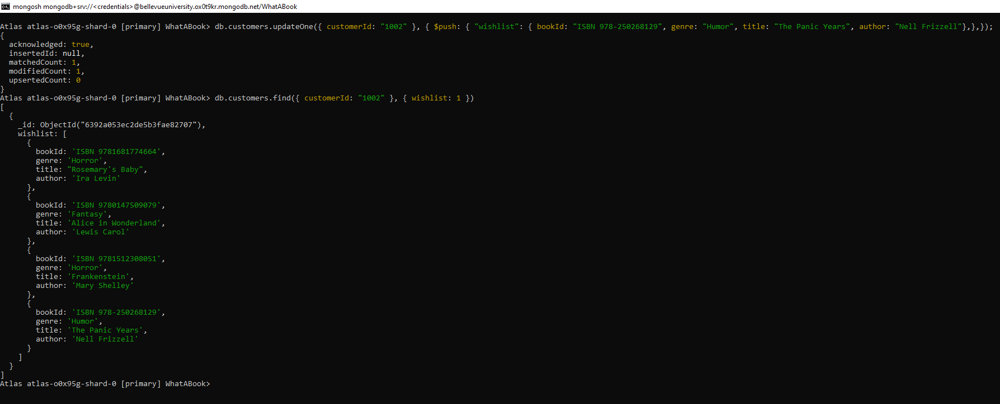 mongosh mongodb+srv://<credentials>@bellevueuniversity.ox0t9kr.mongodb.net/WhatABook
Atlas atlas-o0x95g-shard-0 [primary] WhatABook> db.customers.updateOne({ customerId: "1002" }, { $push: { "wishlist": { bookId: "ISBN 978-250268129", genre: "Humor", title: "The Panic Years", author: "Nell Frizzell"},},});
{
  acknowledged: true,
  insertedId: null,
  matchedCount: 1,
  modifiedCount: 1,
  upsertedCount: 0
}
Atlas atlas-o0x95g-shard-0 [primary] WhatABook> db.customers.find({ customerId: "1002" }, { wishlist: 1 })
[
  {
    _id: ObjectId("6392a053ec2de5b3fae82707"),
    wishlist: [
      {
        bookId: 'ISBN 9781681774664',
        genre: 'Horror',
        title: "Rosemary's Baby",
        author: 'Ira Levin'
      },
      {
        bookId: 'ISBN 9780147509079',
        genre: 'Fantasy',
        title: 'Alice in Wonderland',
        author: 'Lewis Carol'
      },
      {
        bookId: 'ISBN 9781512308051',
        genre: 'Horror',
        title: 'Frankenstein',
        author: 'Mary Shelley'
      },
      {
        bookId: 'ISBN 978-250268129',
        genre: 'Humor',
        title: 'The Panic Years',
        author: 'Nell Frizzell'
      }
    ]
  }
]
Atlas atlas-o0x95g-shard-0 [primary] WhatABook>